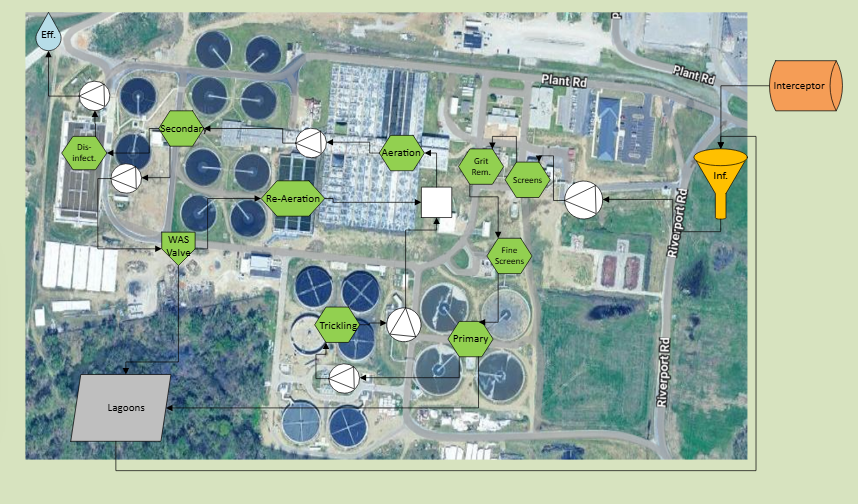 Eff.
Plant Rd
Plant Rd
Interceptor
Secondary
Dis-
infect.
Aeration
Grit
Rem.
Screens
Inf.
Re-Aeration
WAS
Valve
Fine
Screens
Riverport Rd
Trickling
Primary
Riverport Rd
Lagoons